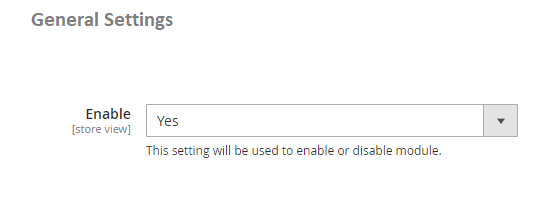 General Settings
Enable
Yes
[store view]
This setting will be used to enable or disable module.